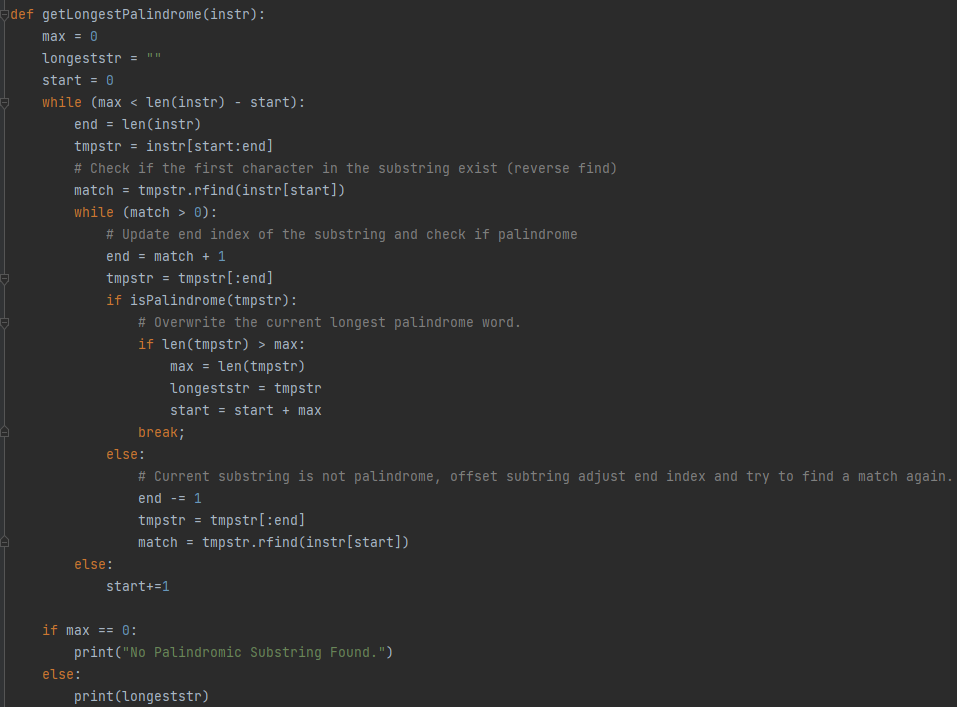 def getLongestPalindrome(instr):
    max = 0
    longeststr = ""
    start = 0
    while (max < len(instr) - start):
        end = len(instr)
        tmpstr = instr[start:end]
        # Check if the first character in the substring exist (reverse find)
        match = tmpstr.rfind(instr[start])
        while (match > 0):
            # Update end index of the substring and check if palindrome
            end = match + 1
            tmpstr = tmpstr[:end]
            if isPalindrome(tmpstr):
                # Overwrite the current longest palindrome word.
                if len(tmpstr) > max:
                    max = len(tmpstr)
                    longeststr = tmpstr
                    start = start + max
                break;
            else:
                # Current substring is not palindrome, offset subtring adjust end index and try to find a match again.
                end -= 1
                tmpstr = tmpstr[:end]
                match = tmpstr.rfind(instr[start])
        else:
            start+=1

    if max == 0:
        print("No Palindromic Substring Found.")
    else:
        print(longeststr)